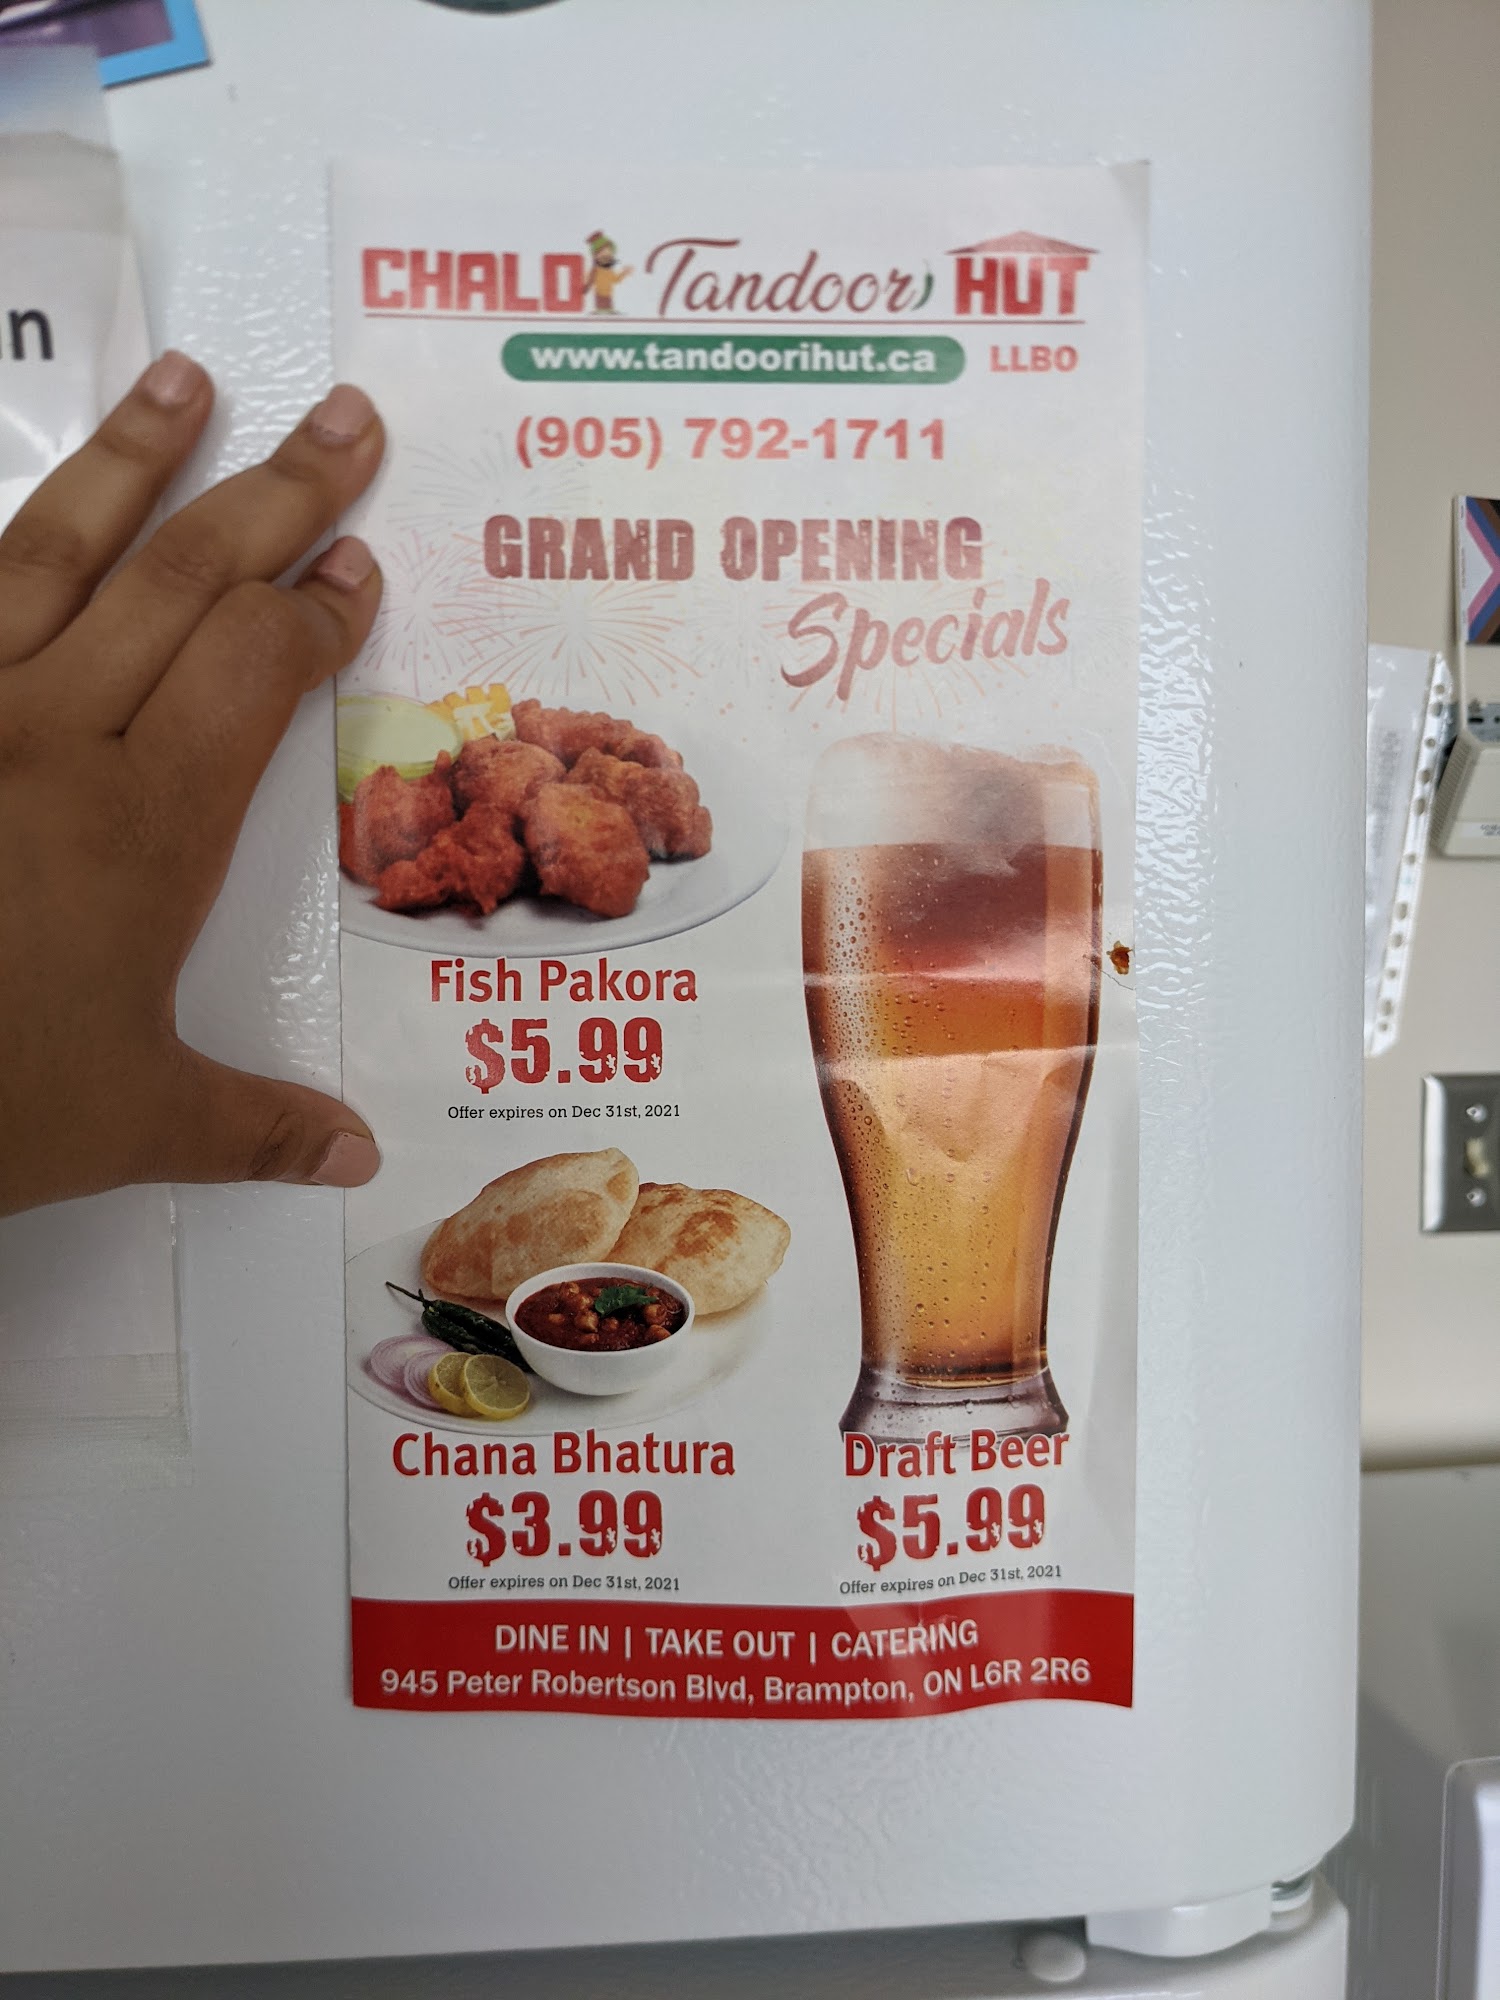 CHALO Tandoori HUT
www.tandoorihut.ca LLBO
(905) 792-1711
GRAND OPENING
Specials
Fish Pakora
$5.99
Offer expires on Dec 31st, 2021
Chana Bhatura
$3.99
Offer expires on Dec 31st, 2021
Draft Beer
$5.99
Offer expires on Dec 31st, 2021
DINE IN | TAKE OUT | CATERING
945 Peter Robertson Blvd, Brampton, ON L6R 2R6